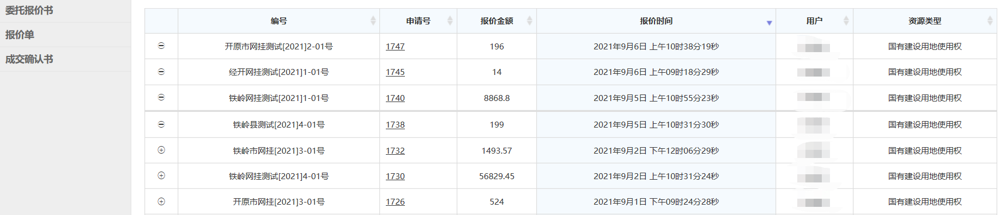 委托报价书
报价单
成交确认书
编号 申请号 报价金额 报价时间 用户 资源类型
开原市网挂测试[2021]2-01号 1747 196 2021年9月6日 上午10时38分19秒 国有建设用地使用权
经开网挂测试[2021]1-01号 1745 14 2021年9月6日 上午09时18分29秒 国有建设用地使用权
铁岭网挂测试[2021]1-01号 1740 8868.8 2021年9月5日 上午10时55分23秒 国有建设用地使用权
铁岭县测试[2021]4-01号 1738 199 2021年9月5日 上午10时31分30秒 国有建设用地使用权
铁岭市网挂[2021]3-01号 1732 1493.57 2021年9月2日 下午12时06分29秒 国有建设用地使用权
铁岭网挂测试[2021]4-01号 1730 56829.45 2021年9月2日 上午10时31分24秒 国有建设用地使用权
开原市网挂[2021]3-01号 1726 524 2021年9月1日 下午09时24分28秒 国有建设用地使用权